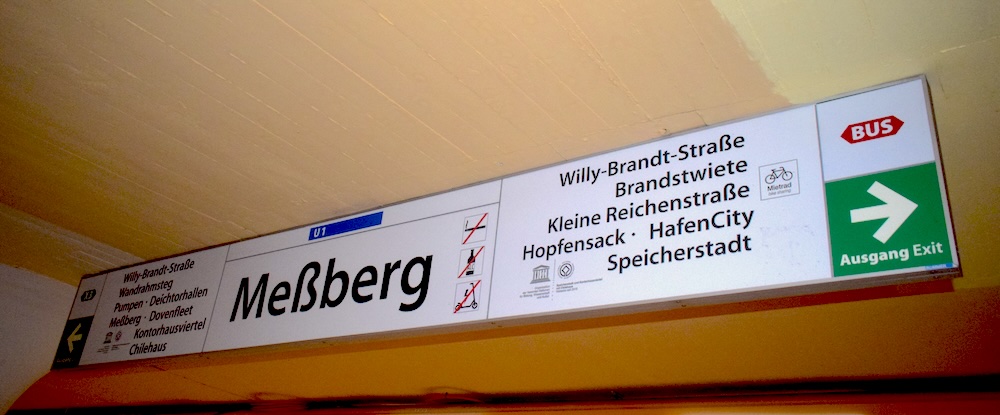 Willy-Brandt-Straße
Wandrahmsteg
Pumpen · Deichtorhallen
Meßberg · Dovenfleet
Kontorhausviertel
Chilehaus
U1
Meßberg
Willy-Brandt-Straße
Brandstwiete
Kleine Reichenstraße
Hopfensack · HafenCity
Speicherstadt
Mietrad
BUS
Ausgang Exit